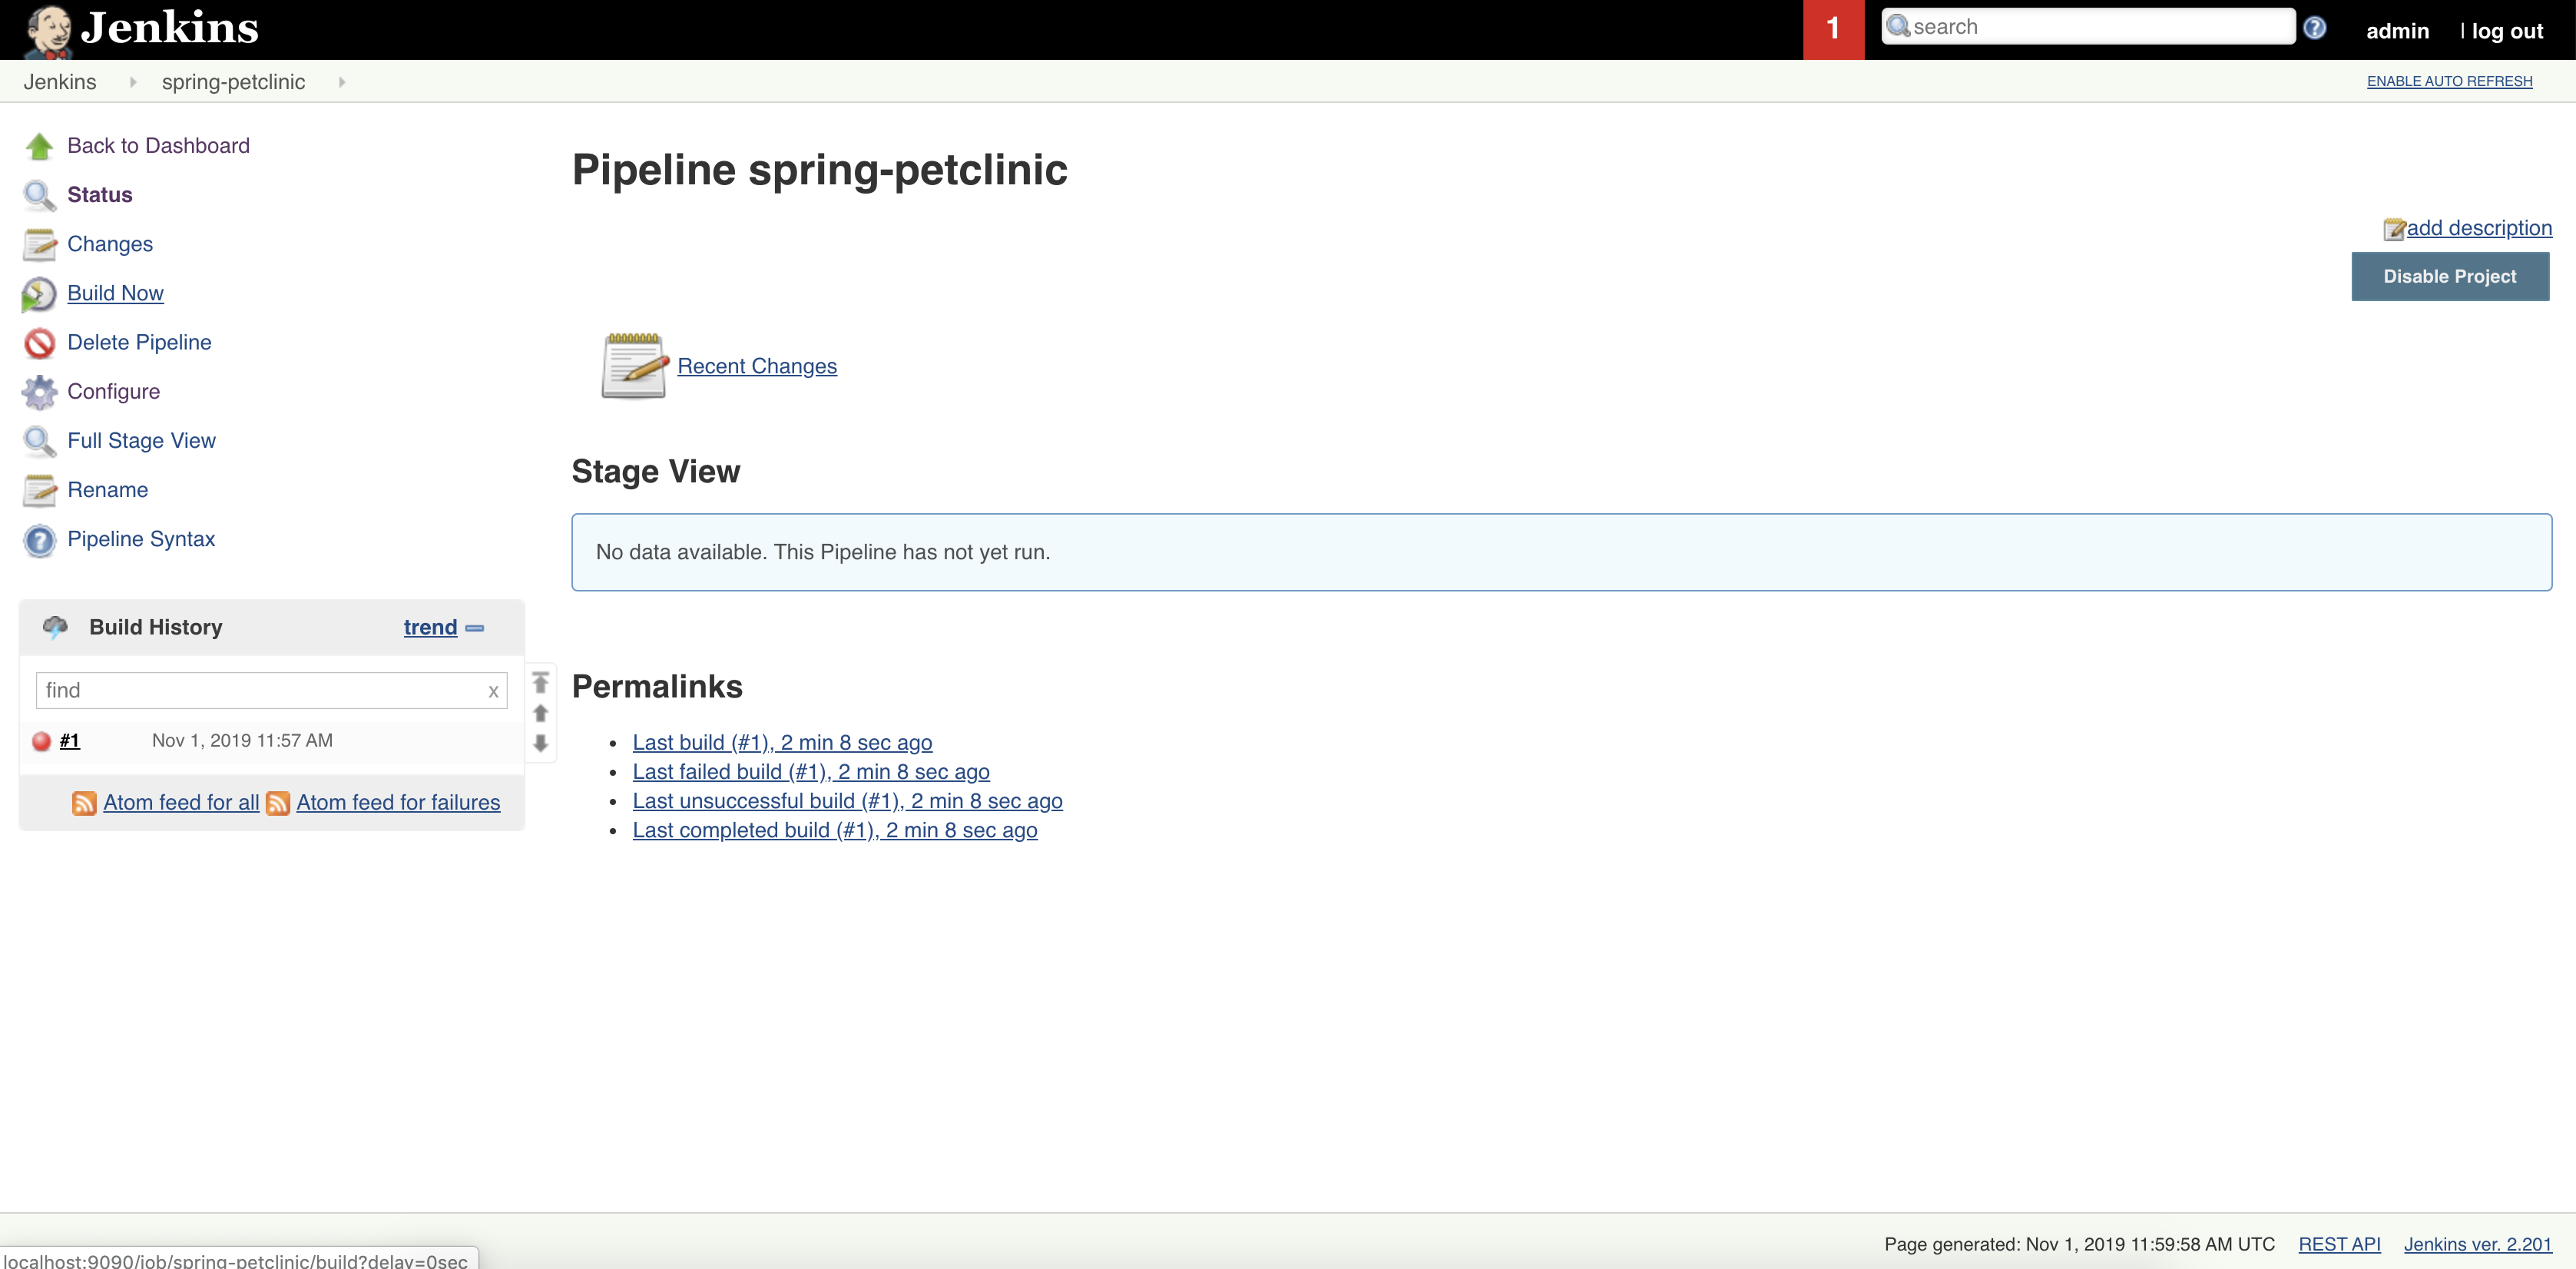 Jenkins
1
search
admin | log out
Jenkins spring-petclinic
ENABLE AUTO REFRESH
Back to Dashboard
Status
Changes
Build Now
Delete Pipeline
Configure
Full Stage View
Rename
Pipeline Syntax
Build History trend
find x
#1 Nov 1, 2019 11:57 AM
Atom feed for all Atom feed for failures
Pipeline spring-petclinic
add description
Disable Project
Recent Changes
Stage View
No data available. This Pipeline has not yet run.
Permalinks
Last build (#1), 2 min 8 sec ago
Last failed build (#1), 2 min 8 sec ago
Last unsuccessful build (#1), 2 min 8 sec ago
Last completed build (#1), 2 min 8 sec ago
Page generated: Nov 1, 2019 11:59:58 AM UTC REST API Jenkins ver. 2.201
localhost:9090/job/spring-petclinic/build?delay=0sec